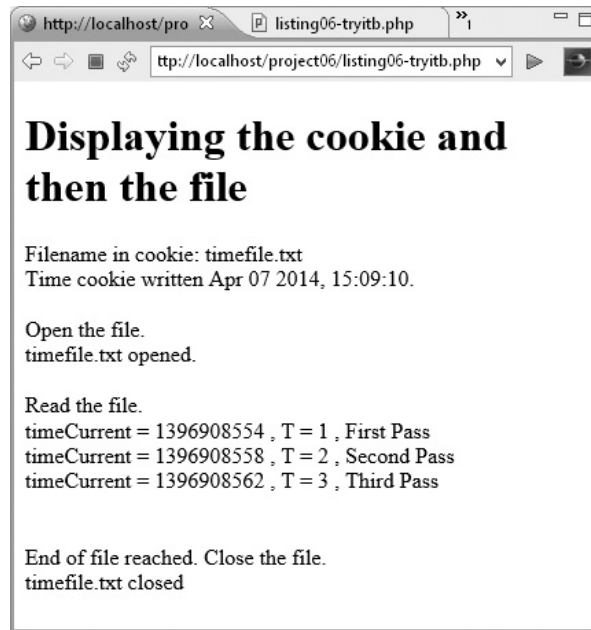 http://localhost/pro
listing06-tryitb.php
»1
ttp://localhost/project06/listing06-tryitb.php
Displaying the cookie and
then the file
Filename in cookie: timefile.txt
Time cookie written Apr 07 2014, 15:09:10.
Open the file.
timefile.txt opened.
Read the file.
timeCurrent = 1396908554 , T = 1 , First Pass
timeCurrent = 1396908558 , T = 2 , Second Pass
timeCurrent = 1396908562 , T = 3 , Third Pass
End of file reached. Close the file.
timefile.txt closed